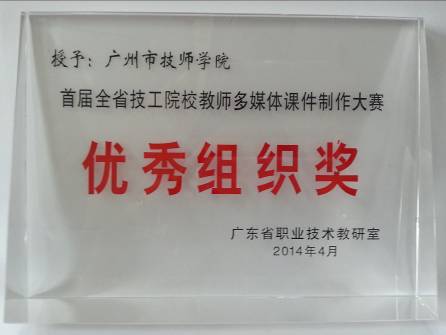 授予：广州市技师学院
首届全省技工院校教师多媒体课件制作大赛
优秀组织奖
广东省职业技术教研室
2014年4月